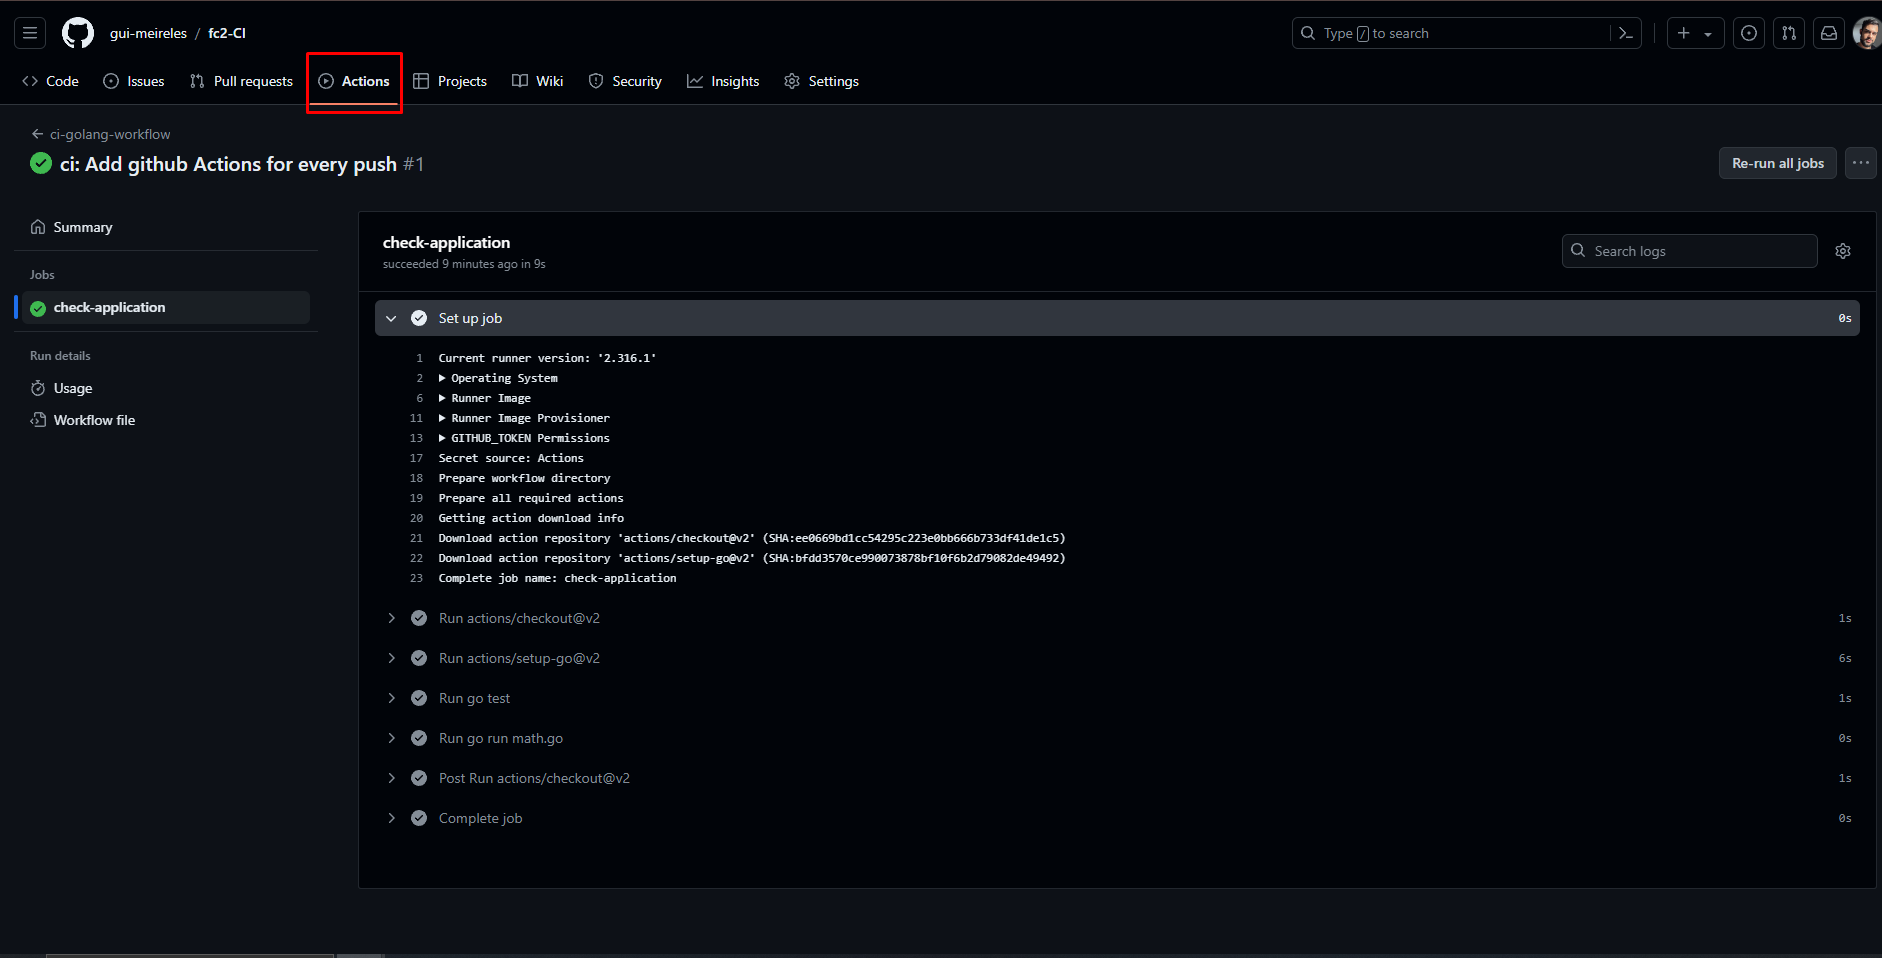 gui-meireles / fc2-CI
Type / to search
Code Issues Pull requests Actions Projects Wiki Security Insights Settings
ci-golang-workflow
ci: Add github Actions for every push #1
Re-run all jobs
Summary
Jobs
check-application
Run details
Usage
Workflow file
check-application
succeeded 9 minutes ago in 9s
Search logs
Set up job 0s
1 Current runner version: '2.316.1'
2 Operating System
6 Runner Image
11 Runner Image Provisioner
13 GITHUB_TOKEN Permissions
17 Secret source: Actions
18 Prepare workflow directory
19 Prepare all required actions
20 Getting action download info
21 Download action repository 'actions/checkout@v2' (SHA:ee0669bd1cc54295c223e0bb666b733df41de1c5)
22 Download action repository 'actions/setup-go@v2' (SHA:bfdd3570ce990073878bf10f6b2d79082de49492)
23 Complete job name: check-application
Run actions/checkout@v2 1s
Run actions/setup-go@v2 6s
Run go test 1s
Run go run math.go 0s
Post Run actions/checkout@v2 1s
Complete job 0s